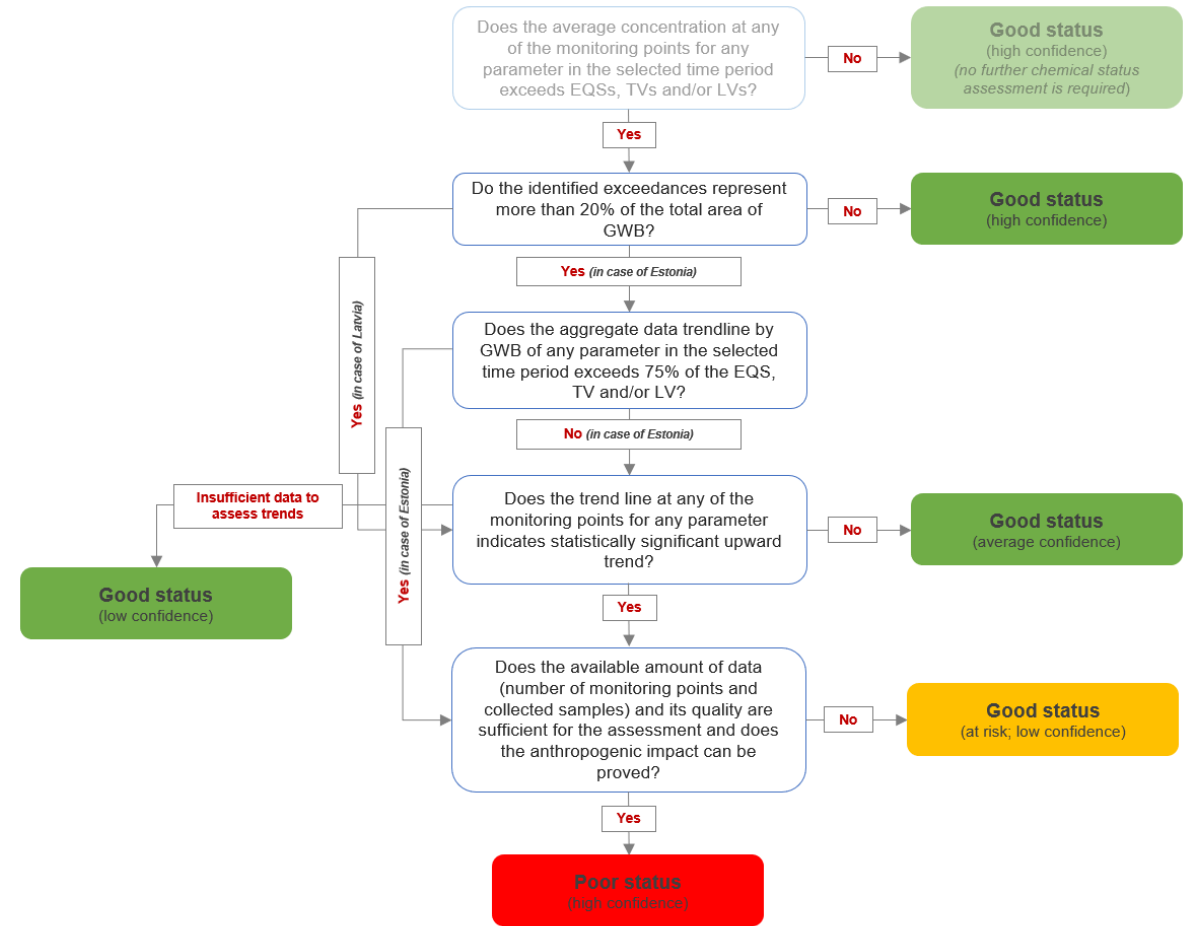 Does the average concentration at any
of the monitoring points for any
parameter in the selected time period
exceeds EQSs, TVs and/or LVs?
No
Good status
(high confidence)
(no further chemical status
assessment is required)
Yes
Do the identified exceedances represent
more than 20% of the total area of
GWB?
No
Good status
(high confidence)
Yes (in case of Estonia)
Yes (in case of Latvia)
Does the aggregate data trendline by
GWB of any parameter in the selected
time period exceeds 75% of the EQS,
TV and/or LV?
No (in case of Estonia)
Yes (in case of Estonia)
Insufficient data to
assess trends
Good status
(low confidence)
Does the trend line at any of the
monitoring points for any parameter
indicates statistically significant upward
trend?
No
Good status
(average confidence)
Yes
Does the available amount of data
(number of monitoring points and
collected samples) and its quality are
sufficient for the assessment and does
the anthropogenic impact can be
proved?
No
Good status
(at risk; low confidence)
Yes
Poor status
(high confidence)